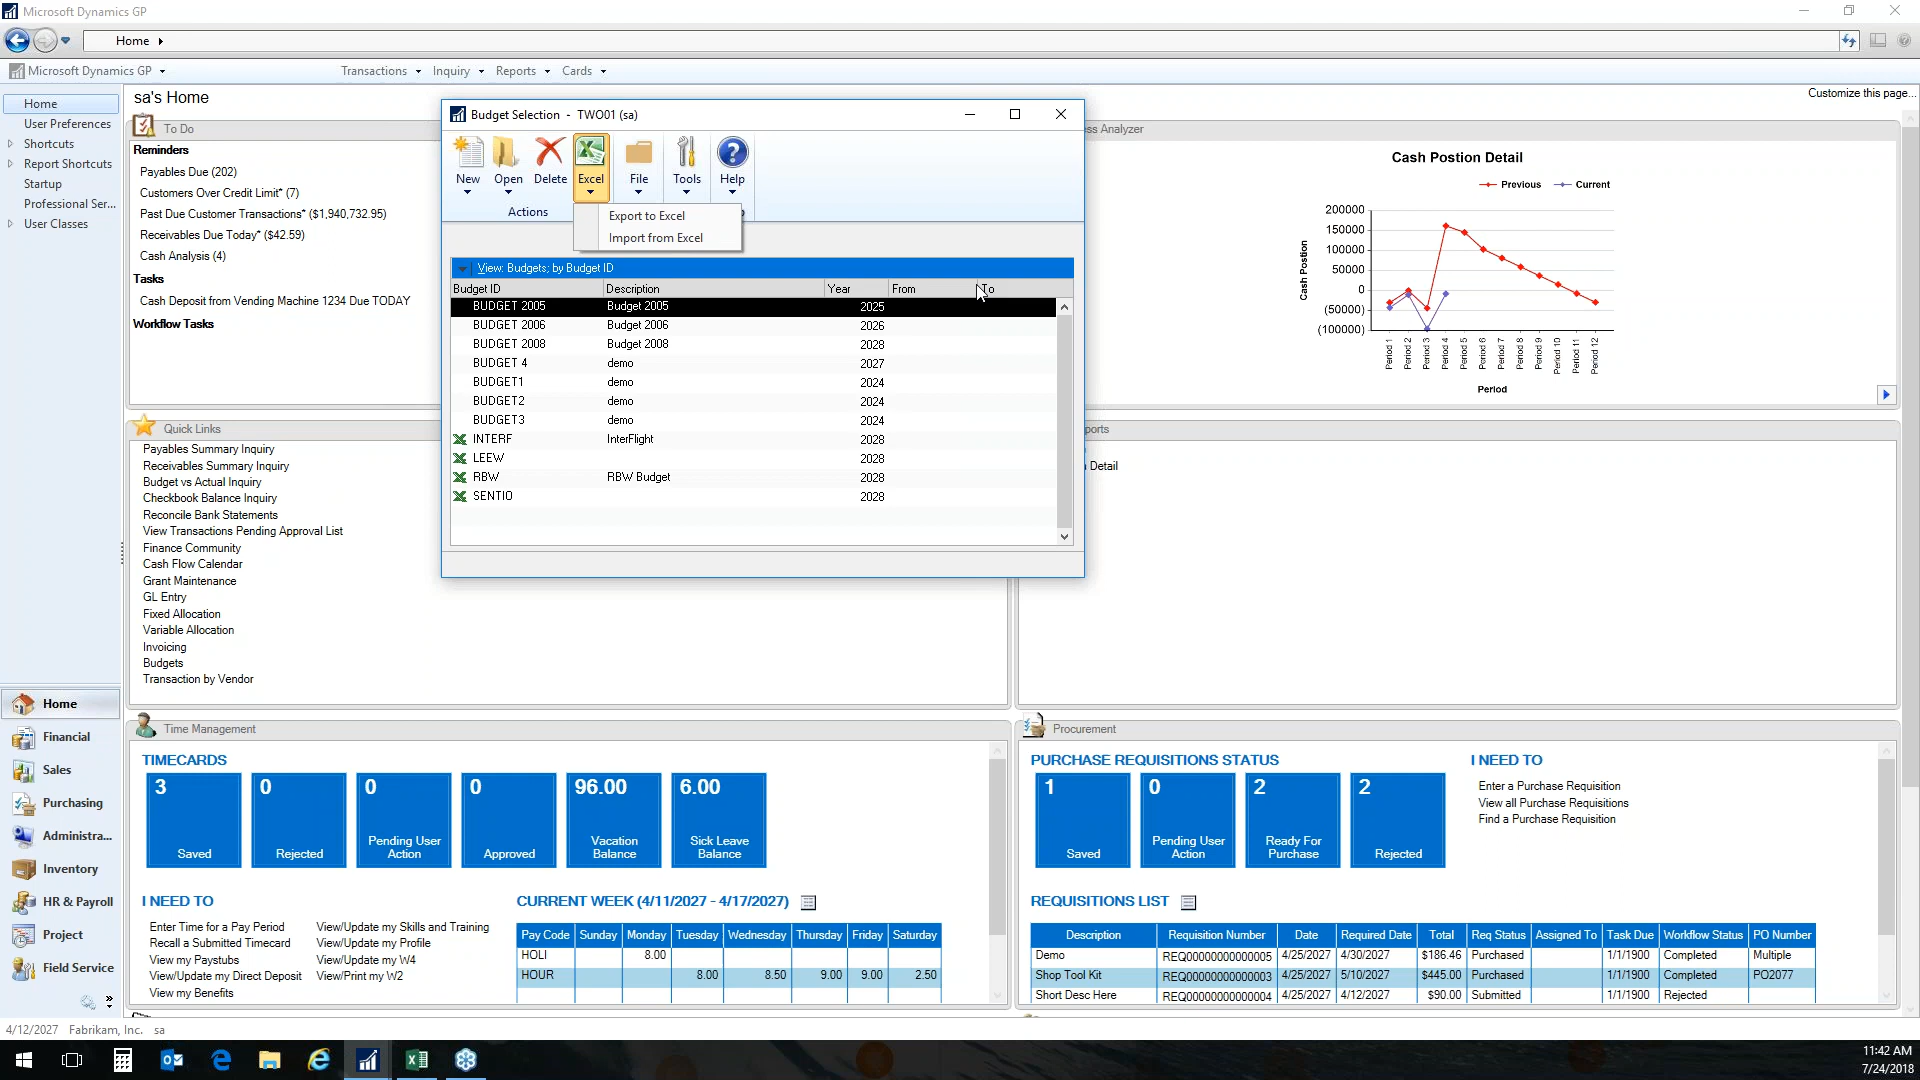 Microsoft Dynamics GP
Home
Microsoft Dynamics GP
Transactions
Inquiry
Reports
Cards
Home
User Preferences
Shortcuts
Report Shortcuts
Startup
Professional Ser...
User Classes
sa's Home
Customize this page...
To Do
Reminders
Payables Due (202)
Customers Over Credit Limit* (7)
Past Due Customer Transactions* ($1,940,732.95)
Receivables Due Today* ($42.59)
Cash Analysis (4)
Tasks
Cash Deposit from Vending Machine 1234 Due TODAY
Workflow Tasks
Quick Links
Payables Summary Inquiry
Receivables Summary Inquiry
Budget vs Actual Inquiry
Checkbook Balance Inquiry
Reconcile Bank Statements
View Transactions Pending Approval List
Finance Community
Cash Flow Calendar
Grant Maintenance
GL Entry
Fixed Allocation
Variable Allocation
Invoicing
Budgets
Transaction by Vendor
Budget Selection - TWO01 (sa)
New
Open
Delete
Excel
File
Tools
Help
Actions
Export to Excel
Import from Excel
View: Budgets; by Budget ID
Budget ID Description Year From To
BUDGET 2005 Budget 2005 2025
BUDGET 2006 Budget 2006 2026
BUDGET 2008 Budget 2008 2028
BUDGET 4 demo 2027
BUDGET1 demo 2024
BUDGET2 demo 2024
BUDGET3 demo 2024
INTERF InterFlight 2028
LEEW 2028
RBW RBW Budget 2028
SENTIO 2028
ss Analyzer
Cash Postion Detail
Previous Current
Cash Postion
200000
150000
100000
50000
0
(50000)
(100000)
Period 1
Period 2
Period 3
Period 4
Period 5
Period 6
Period 7
Period 8
Period 9
Period 10
Period 11
Period 12
Period
ports
Detail
Home
Financial
Sales
Purchasing
Administra...
Inventory
HR & Payroll
Project
Field Service
Time Management
TIMECARDS
3
Saved
0
Rejected
0
Pending User
Action
0
Approved
96.00
Vacation
Balance
6.00
Sick Leave
Balance
I NEED TO
Enter Time for a Pay Period
Recall a Submitted Timecard
View my Paystubs
View/Update my Direct Deposit
View my Benefits
View/Update my Skills and Training
View/Update my Profile
View/Update my W4
View/Print my W2
CURRENT WEEK (4/11/2027 - 4/17/2027)
Pay Code Sunday Monday Tuesday Wednesday Thursday Friday Saturday
HOLI 8.00
HOUR 8.00 8.50 9.00 9.00 2.50
Procurement
PURCHASE REQUISITIONS STATUS
1
Saved
0
Pending User
Action
2
Ready For
Purchase
2
Rejected
I NEED TO
Enter a Purchase Requisition
View all Purchase Requisitions
Find a Purchase Requisition
REQUISITIONS LIST
Description Requisition Number Date Required Date Total Req Status Assigned To Task Due Workflow Status PO Number
Demo REQ00000000000005 4/25/2027 4/30/2027 $186.46 Purchased 1/1/1900 Completed Multiple
Shop Tool Kit REQ00000000000003 4/25/2027 5/10/2027 $445.00 Purchased 1/1/1900 Completed PO2077
Short Desc Here REQ00000000000004 4/25/2027 4/12/2027 $90.00 Submitted 1/1/1900 Rejected
4/12/2027 Fabrikam, Inc. sa
11:42 AM
7/24/2018